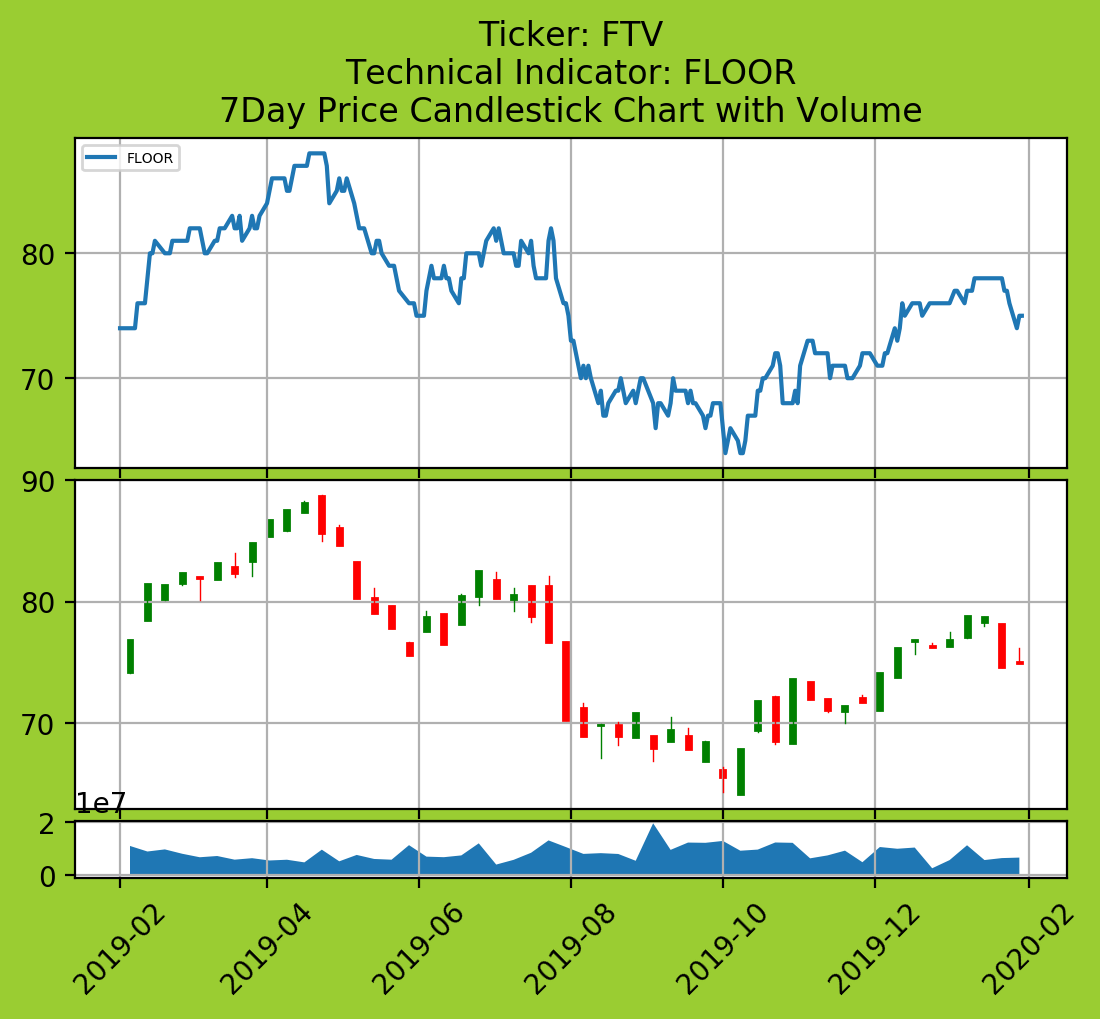 Ticker: FTV
Technical Indicator: FLOOR
7Day Price Candlestick Chart with Volume
FLOOR
80
70
90
80
70
1e7
2
0
2019-02
2019-04
2019-06
2019-08
2019-10
2019-12
2020-02